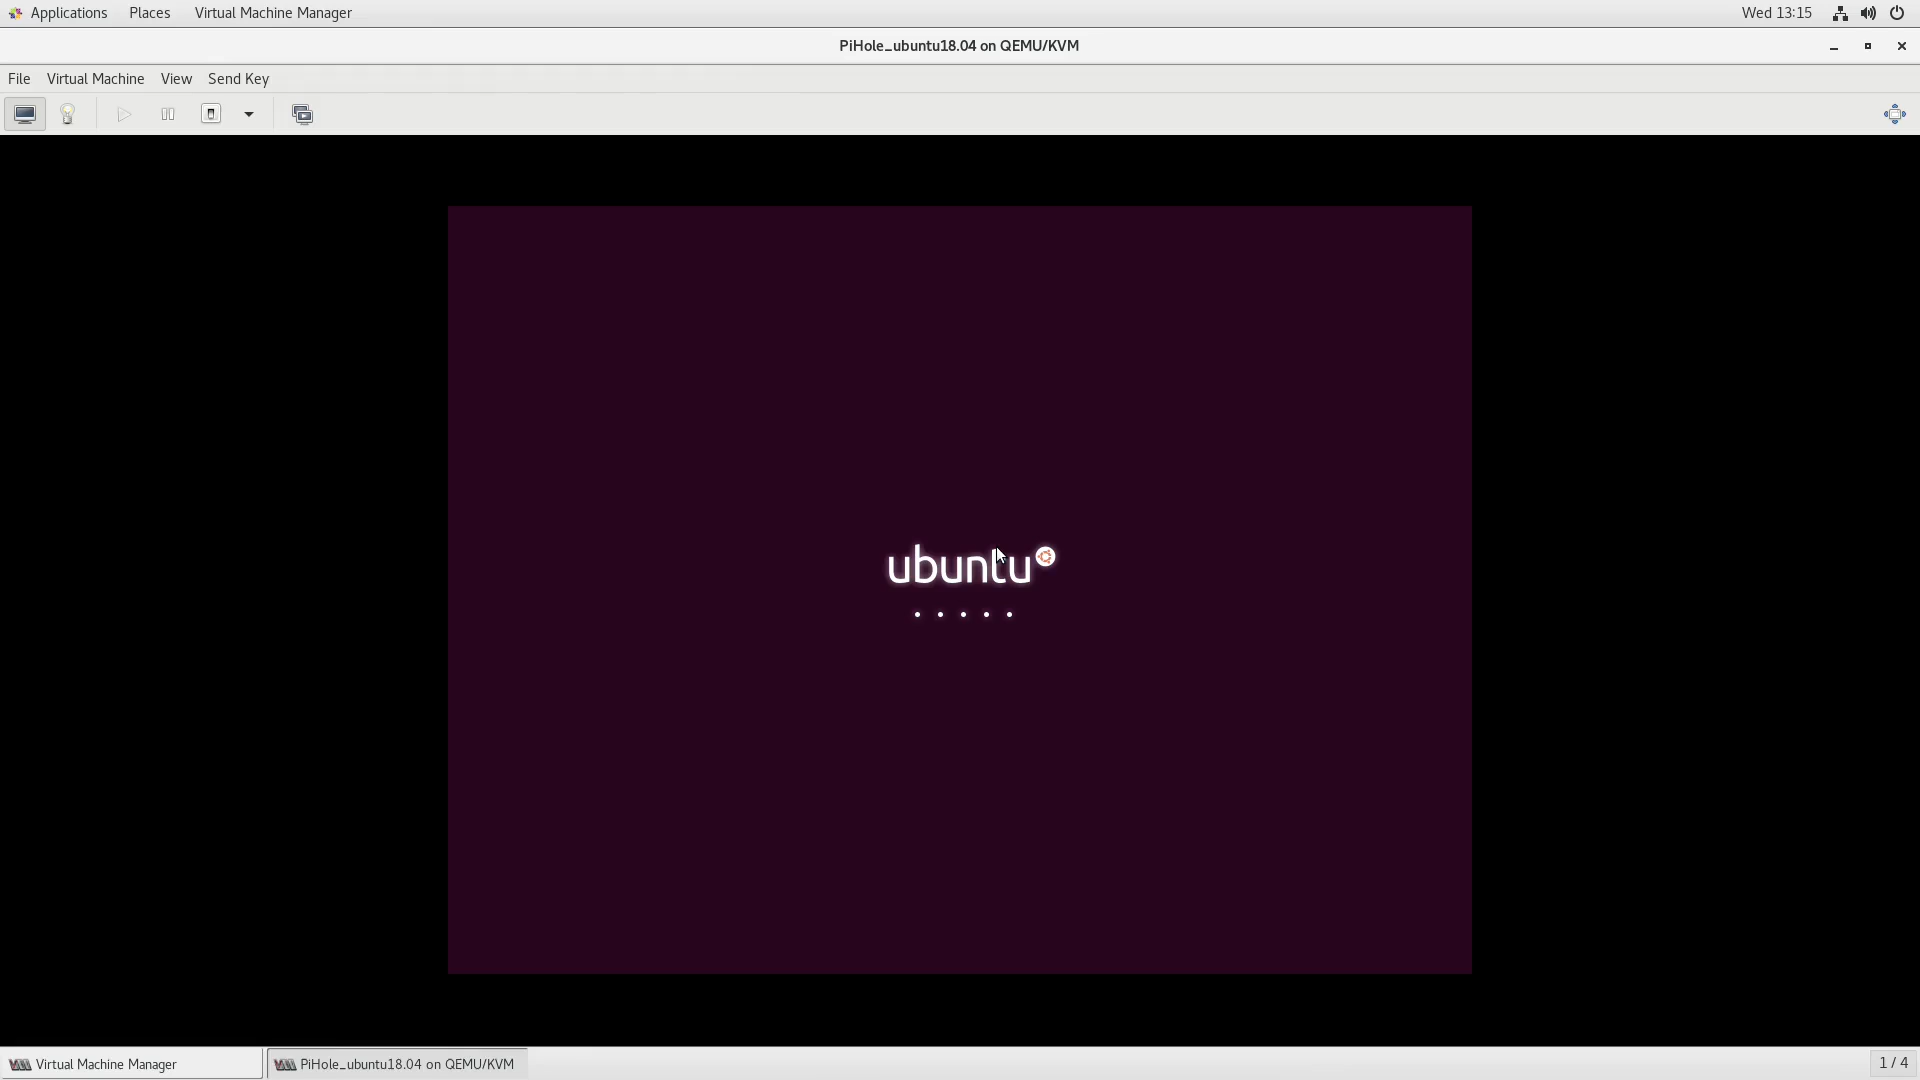 Applications Places Virtual Machine Manager Wed 13:15
PiHole_ubuntu18.04 on QEMU/KVM
File Virtual Machine View Send Key
ubuntu
Virtual Machine Manager PiHole_ubuntu18.04 on QEMU/KVM 1 / 4